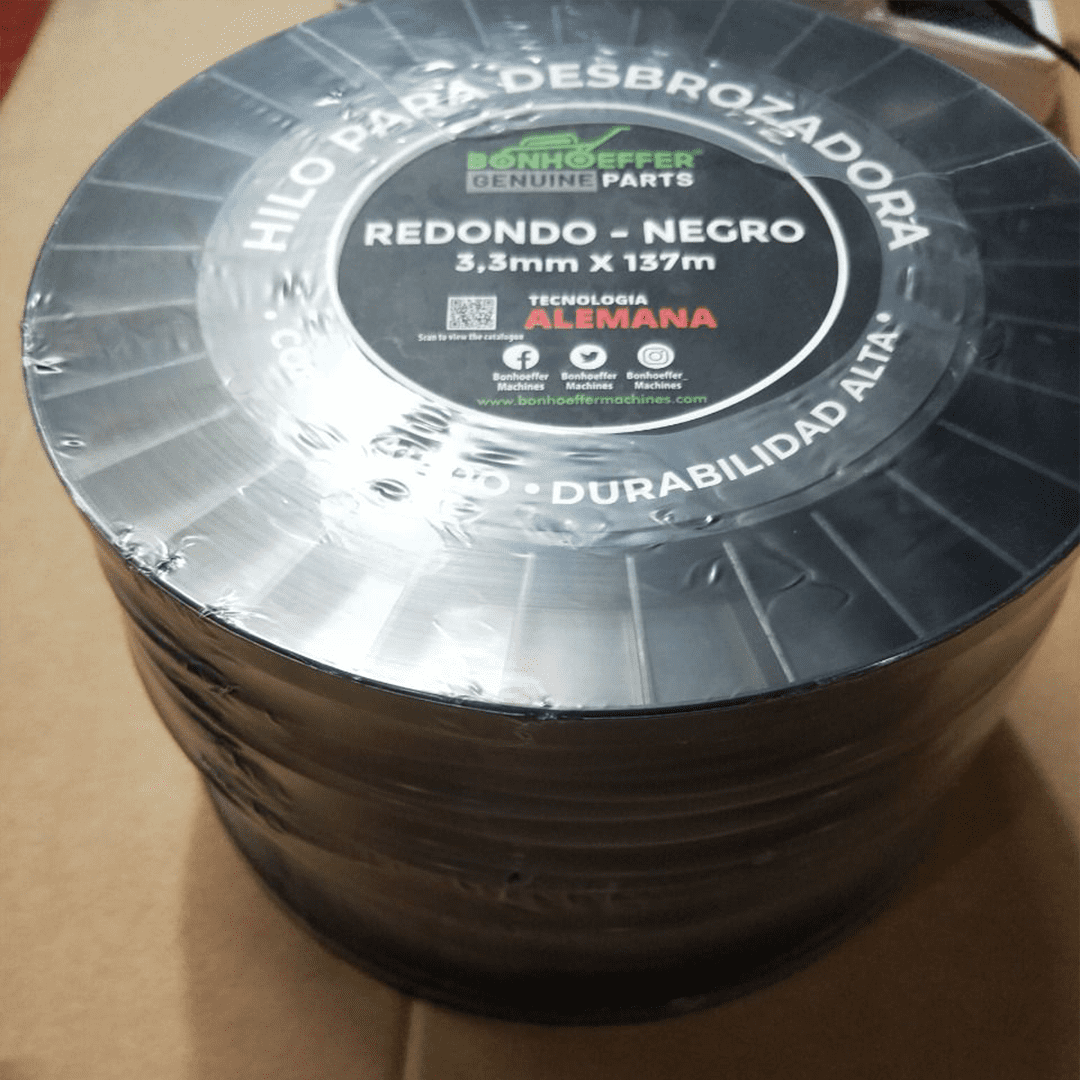 HILO PARA DESBROZADORA
BONHOEFFER
GENUINE PARTS
REDONDO - NEGRO
3,3mm X 137m
TECNOLOGIA
ALEMANA
Scan to view the catalogue
Bonhoeffer Machines
Bonhoeffer Machines
Bonhoeffer_ Machines
www.bonhoeffermachines.com
• DURABILIDAD ALTA •